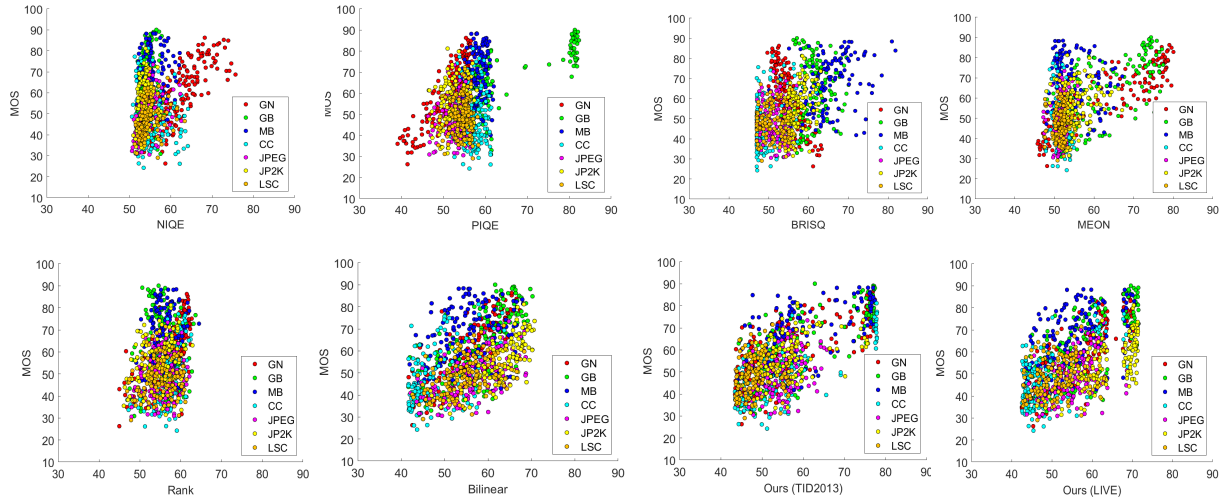 100
90
80
70
60
50
40
30
20
10
MOS
30 40 50 60 70 80 90
NIQE
GN
GB
MB
CC
JPEG
JP2K
LSC
100
90
80
70
60
50
40
30
20
10
MOS
30 40 50 60 70 80 90
PIQE
GN
GB
MB
CC
JPEG
JP2K
LSC
100
90
80
70
60
50
40
30
20
10
MOS
30 40 50 60 70 80 90
BRISQ
GN
GB
MB
CC
JPEG
JP2K
LSC
100
90
80
70
60
50
40
30
20
10
MOS
30 40 50 60 70 80 90
MEON
GN
GB
MB
CC
JPEG
JP2K
LSC
100
90
80
70
60
50
40
30
20
10
MOS
30 40 50 60 70 80 90
Rank
GN
GB
MB
CC
JPEG
JP2K
LSC
100
90
80
70
60
50
40
30
20
10
MOS
30 40 50 60 70 80 90
Bilinear
GN
GB
MB
CC
JPEG
JP2K
LSC
100
90
80
70
60
50
40
30
20
10
MOS
30 40 50 60 70 80 90
Ours (TID2013)
GN
GB
MB
CC
JPEG
JP2K
LSC
100
90
80
70
60
50
40
30
20
10
MOS
30 40 50 60 70 80 90
Ours (LIVE)
GN
GB
MB
CC
JPEG
JP2K
LSC